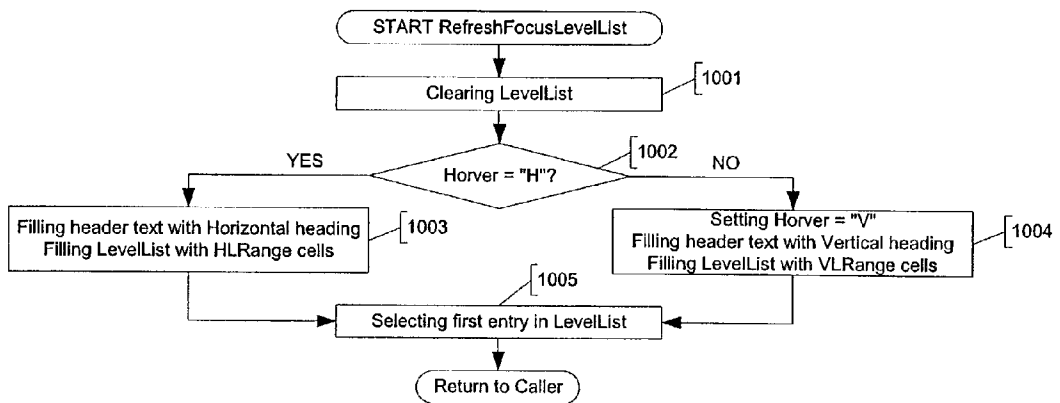 START RefreshFocusLevelList
Clearing LevelList
1001
Horver = "H"?
1002
YES
NO
Filling header text with Horizontal heading
Filling LevelList with HLRange cells
1003
Setting Horver = "V"
Filling header text with Vertical heading
Filling LevelList with VLRange cells
1004
1005
Selecting first entry in LevelList
Return to Caller